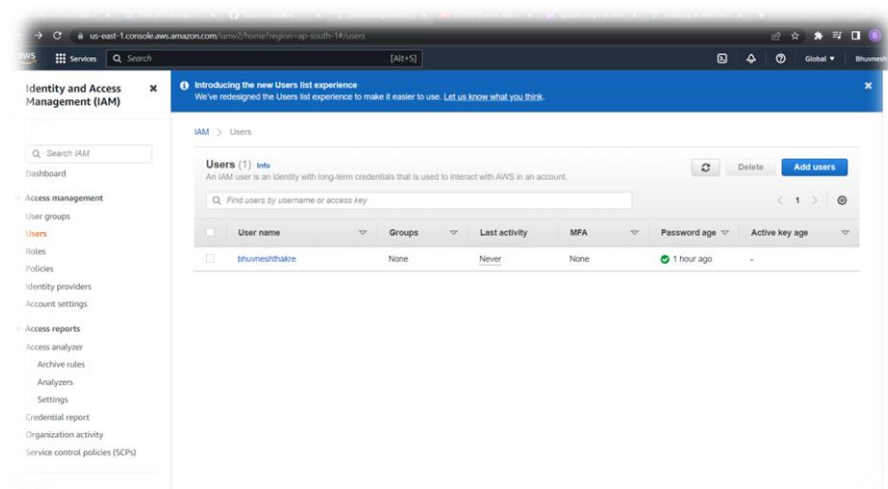 us-east-1.console.aws.amazon.com/iamv2/home?region=ap-south-1#/users
aws Services Search [Alt+S] Global Bhuvnesh
Identity and Access
Management (IAM)
Search IAM
Dashboard
Access management
User groups
Users
Roles
Policies
Identity providers
Account settings
Access reports
Access analyzer
Archive rules
Analyzers
Settings
Credential report
Organization activity
Service control policies (SCPs)
Introducing the new Users list experience
We've redesigned the Users list experience to make it easier to use. Let us know what you think.
IAM > Users
Users (1) Info
An IAM user is an identity with long-term credentials that is used to interact with AWS in an account.
Delete Add users
Find users by username or access key
1
User name Groups Last activity MFA Password age Active key age
bhuvneshthakre None Never None 1 hour ago -